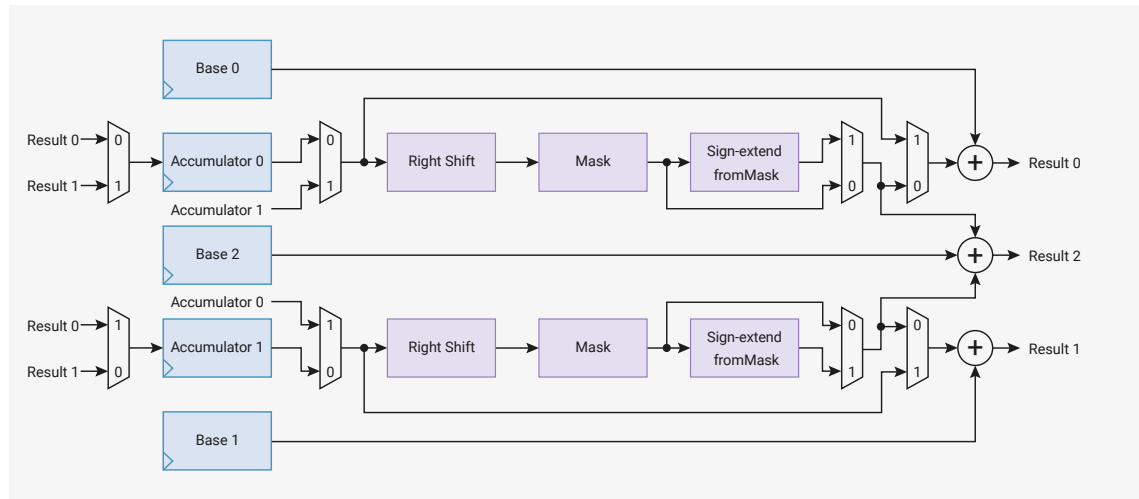 Base 0
Result 0
0
Accumulator 0
0
Right Shift
Mask
Sign-extend
fromMask
1
1
Result 0
Result 1
1
1
0
0
Accumulator 1
Base 2
Result 2
Accumulator 0
Result 0
1
Accumulator 1
1
Right Shift
Mask
Sign-extend
fromMask
0
0
Result 1
Result 1
0
0
1
1
Base 1